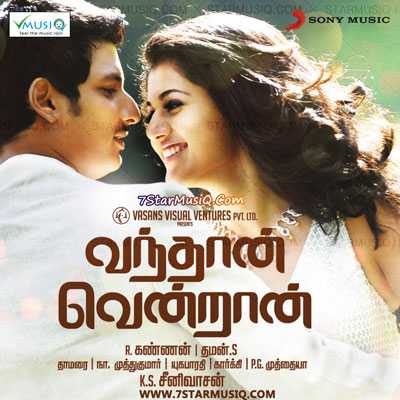 VMUSIQ
feel the music rain
SONY MUSIC
7StarMusiQ.Com
VASANS VISUAL VENTURES PVT. LTD.
PRESENTS
வந்தான்
வென்றான்
R. கண்ணன் | தமன்.S
தாமரை | நா. முத்துகுமார் | யுகபாரதி | கார்க்கி | P.G. முத்தையா
K.S. சீனிவாசன்
WWW.7STARMUSIQ.COM